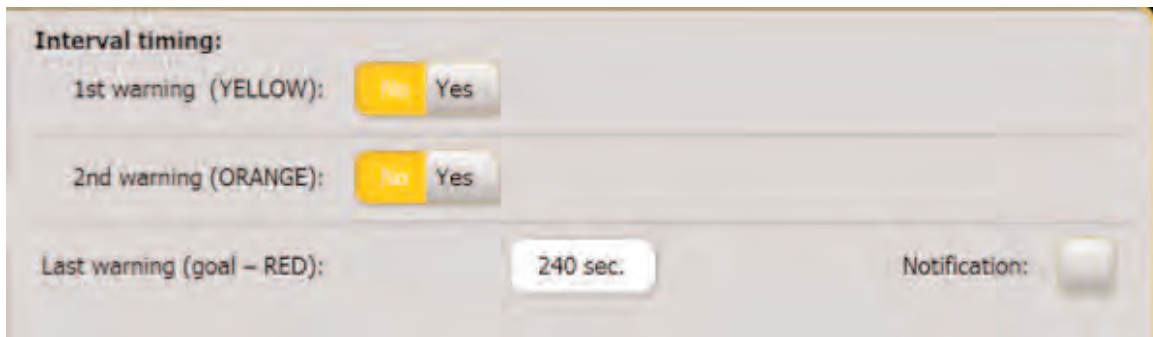 Interval timing:
1st warning (YELLOW): No Yes
2nd warning (ORANGE): No Yes
Last warning (goal – RED): 240 sec. Notification: